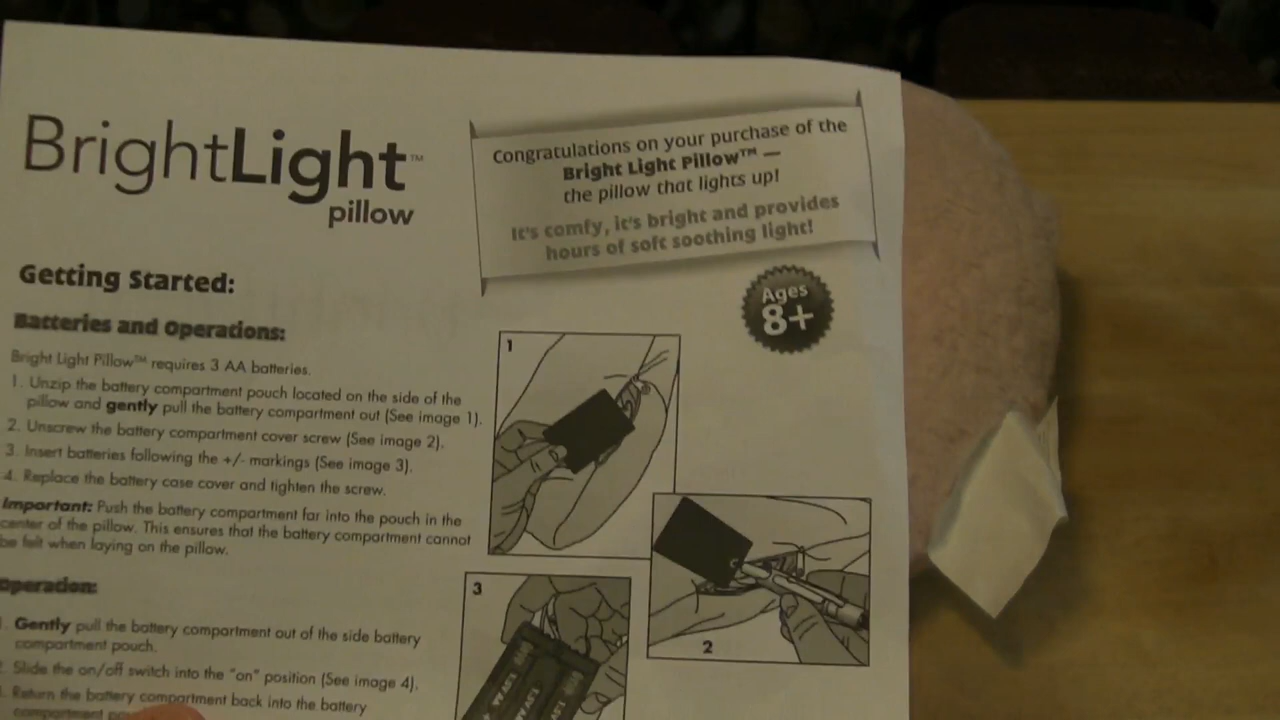 BrightLight™
pillow
Congratulations on your purchase of the
Bright Light Pillow™ —
the pillow that lights up!
It's comfy, it's bright and provides
hours of soft soothing light!
Ages
8+
Getting Started:
Batteries and Operations:
Bright Light Pillow™ requires 3 AA batteries.
1. Unzip the battery compartment pouch located on the side of the
pillow and gently pull the battery compartment out (See image 1).
2. Unscrew the battery compartment cover screw (See image 2).
3. Insert batteries following the +/- markings (See image 3).
4. Replace the battery case cover and tighten the screw.
Important: Push the battery compartment far into the pouch in the
center of the pillow. This ensures that the battery compartment cannot
be felt when laying on the pillow.
Operation:
. Gently pull the battery compartment out of the side battery
compartment pouch.
. Slide the on/off switch into the "on" position (See image 4).
. Return the battery compartment back into the battery
compartment
1
2
3